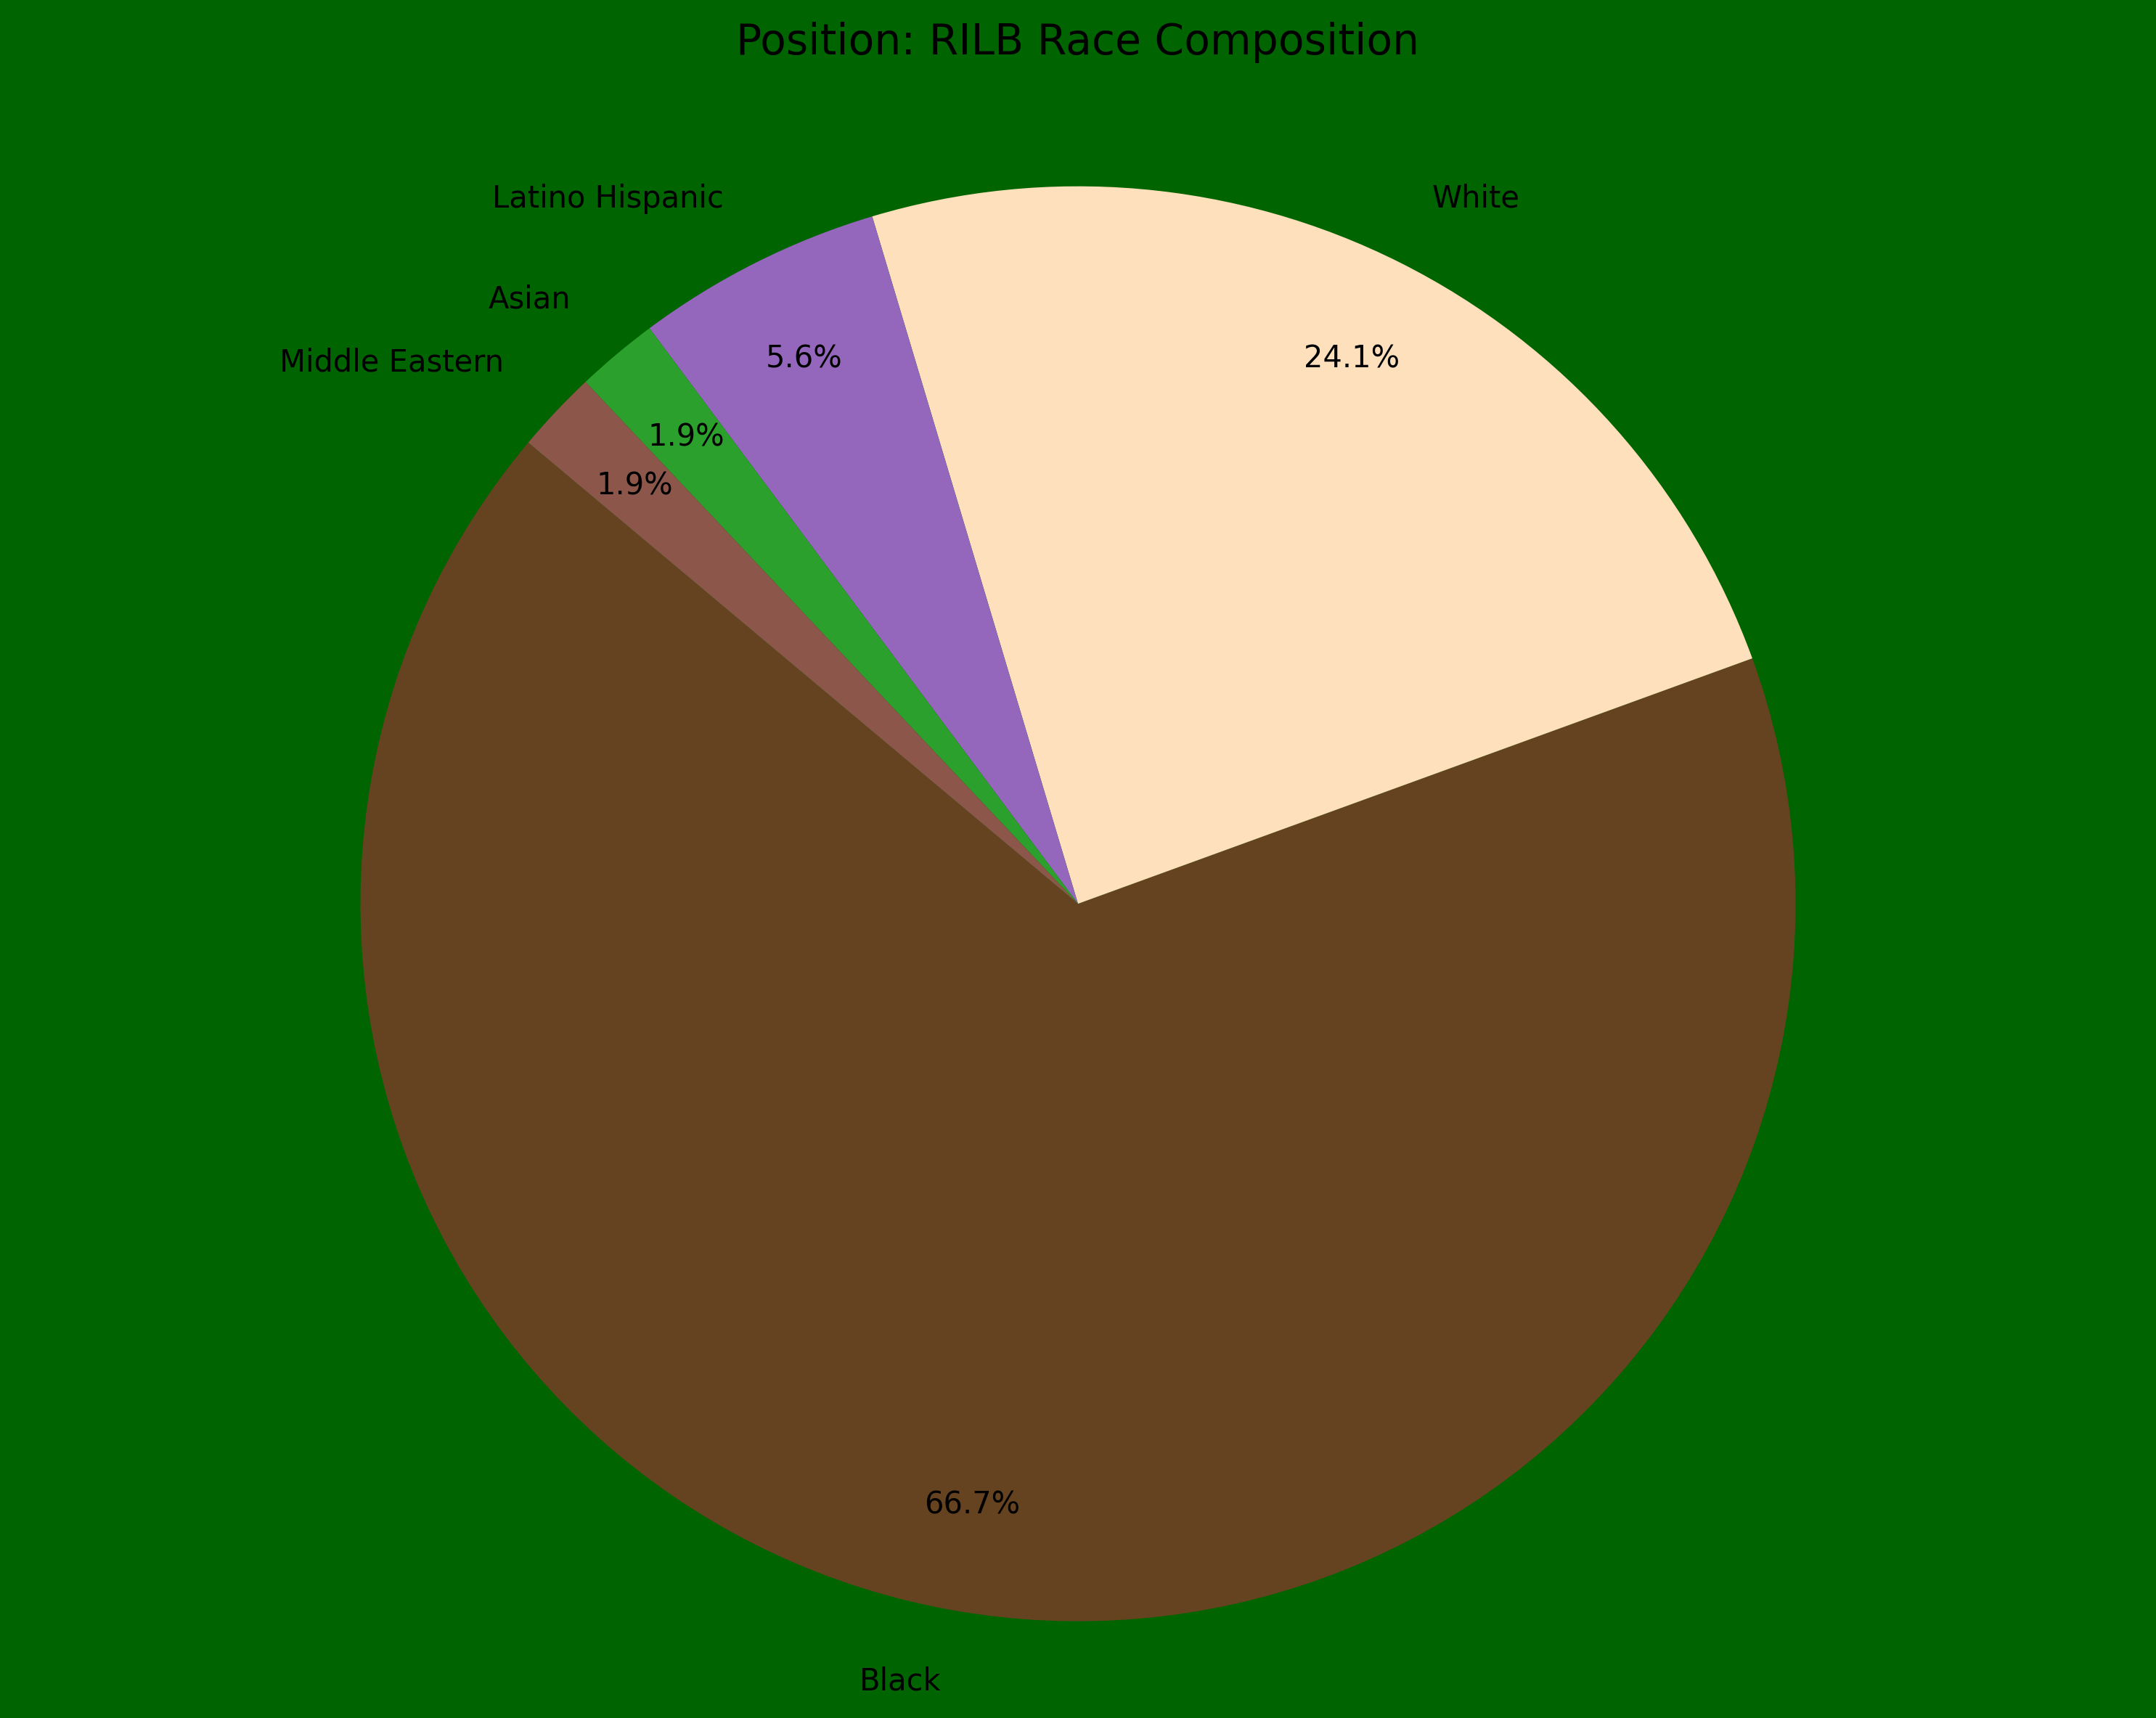 Position: RILB Race Composition
Latino Hispanic
White
Asian
Middle Eastern
5.6%
24.1%
1.9%
1.9%
66.7%
Black